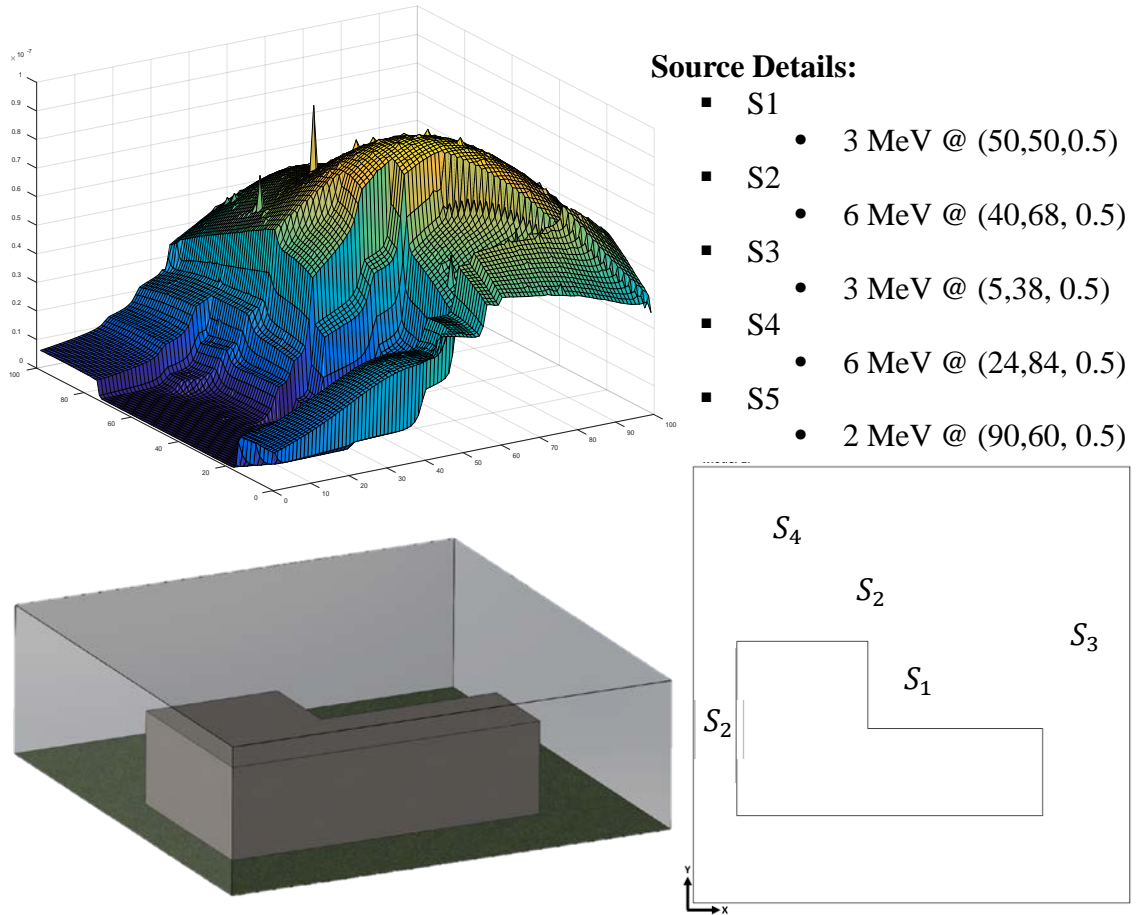 × 10 -7
1
0.9
0.8
0.7
0.6
0.5
0.4
0.3
0.2
0.1
0
100
80
60
40
20
0
0
10
20
30
40
50
60
70
80
90
100
Source Details:
▪ S1
• 3 MeV @ (50,50,0.5)
▪ S2
• 6 MeV @ (40,68, 0.5)
▪ S3
• 3 MeV @ (5,38, 0.5)
▪ S4
• 6 MeV @ (24,84, 0.5)
▪ S5
• 2 MeV @ (90,60, 0.5)
S4
S2
S3
S1
S2
Y
X